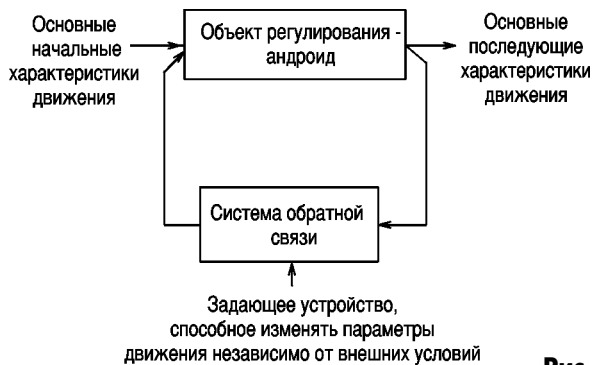 Основные
начальные
характеристики
движения
Объект регулирования -
андроид
Основные
последующие
характеристики
движения
Система обратной
связи
Задающее устройство,
способное изменять параметры
движения независимо от внешних условий